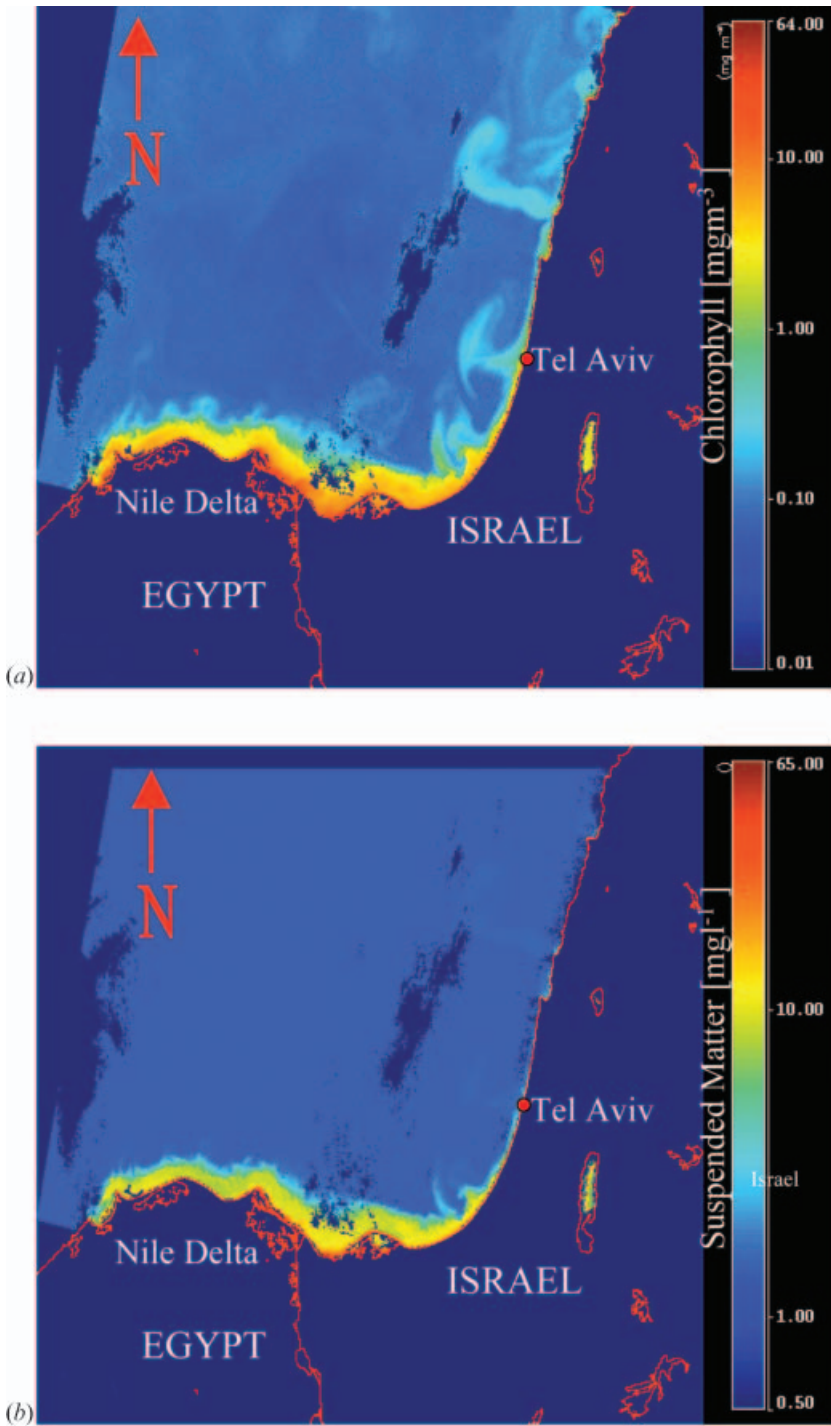 N
64.00
(mg m⁻³)
10.00
Chlorophyll [mgm⁻³]
1.00
Tel Aviv
0.10
Nile Delta
ISRAEL
EGYPT
0.01
(a)
65.00
()
N
10.00
Suspended Matter [mgl⁻¹]
Tel Aviv
Israel
Nile Delta
ISRAEL
1.00
EGYPT
0.50
(b)